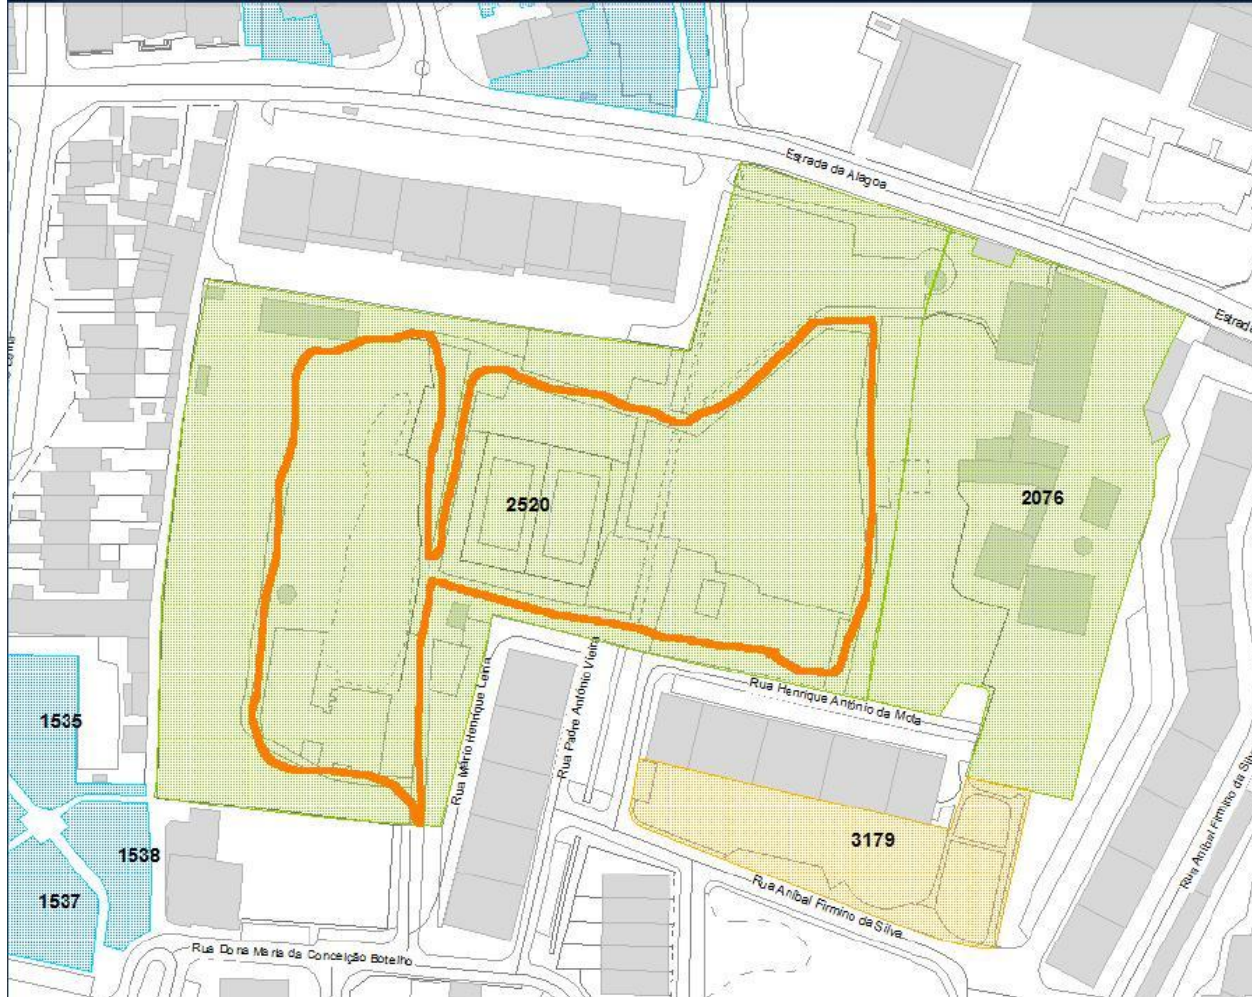 Estrada da Alagoa
Estrada
2520
2076
Rua Mário Henrique Leiria
Rua Padre António Vieira
Rua Henrique António da Mota
1535
1538
1537
3179
Rua Aníbal Firmino da Silva
Rua Aníbal Firmino da Silva
Rua Dona Maria da Conceição Botelho